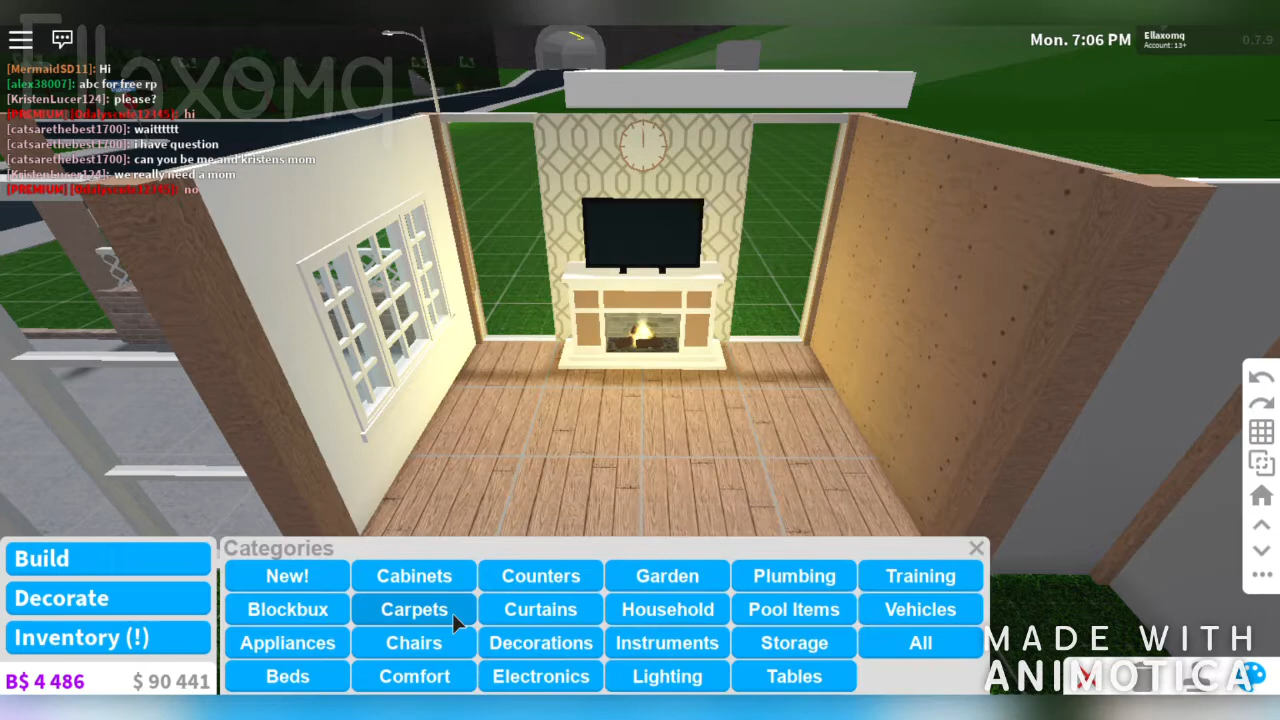 Ellaxomg
Mon. 7:06 PM
Ellaxomq
Account: 13+
0.7.9
[MermaidSD11]: Hi
[alex38007]: abc for free rp
[KristenLucer124]: please?
hi
[catsarethebest1700]: waitttttt
[catsarethebest1700]: i have question
[catsarethebest1700]: can you be me and kristens mom
[KristenLucer124]: we really need a mom
no
Build
Decorate
Inventory (!)
B$ 4 486
$ 90 441
Categories
New!
Cabinets
Counters
Garden
Plumbing
Training
Blockbux
Carpets
Curtains
Household
Pool Items
Vehicles
Appliances
Chairs
Decorations
Instruments
Storage
All
Beds
Comfort
Electronics
Lighting
Tables
MADE WITH
ANIMOTICA